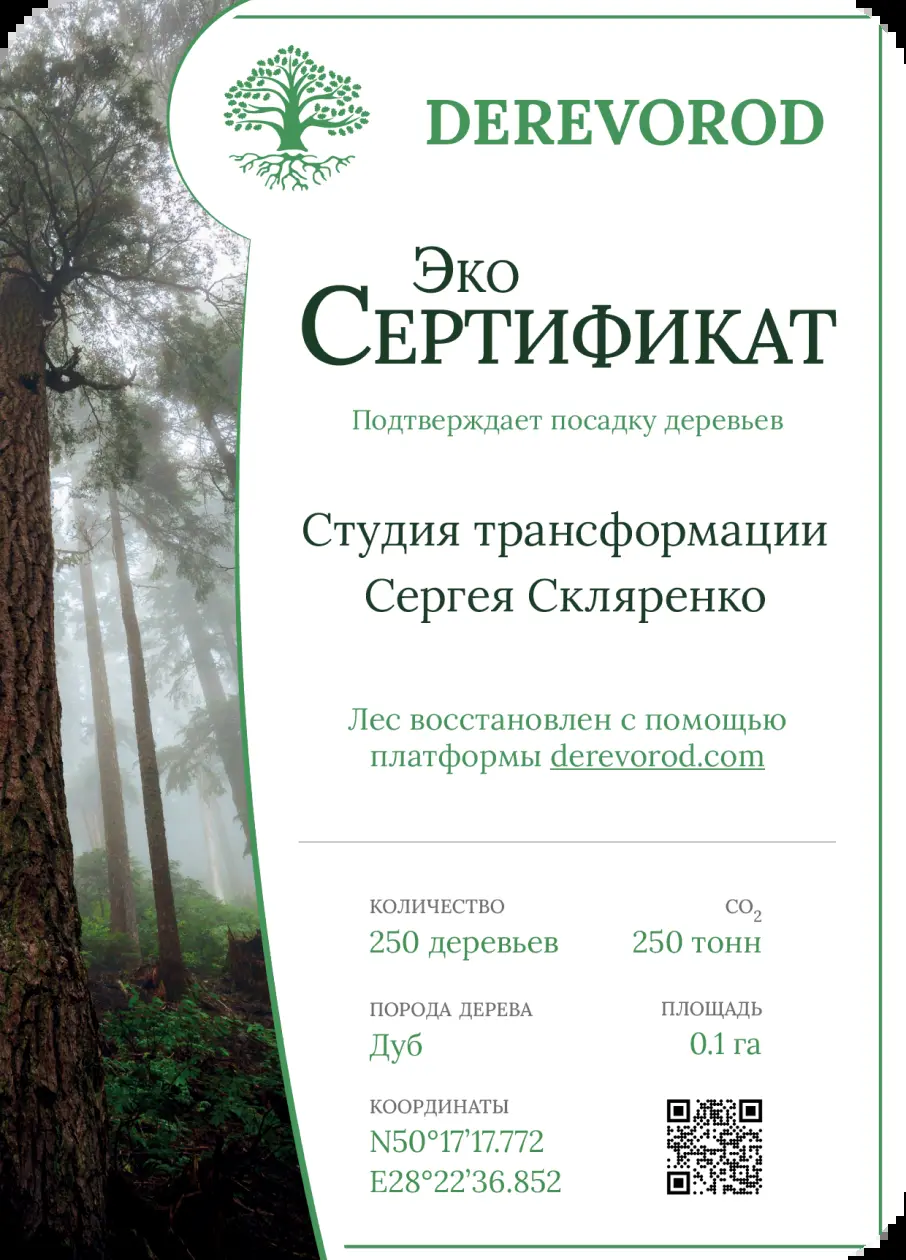 DEREVOROD
Эко
Сертификат
Подтверждает посадку деревьев
Студия трансформации
Сергея Скляренко
Лес восстановлен с помощью
платформы derevorod.com
КОЛИЧЕСТВО
250 деревьев
CO₂
250 тонн
ПОРОДА ДЕРЕВА
Дуб
ПЛОЩАДЬ
0.1 га
КООРДИНАТЫ
N50°17’17.772
E28°22’36.852